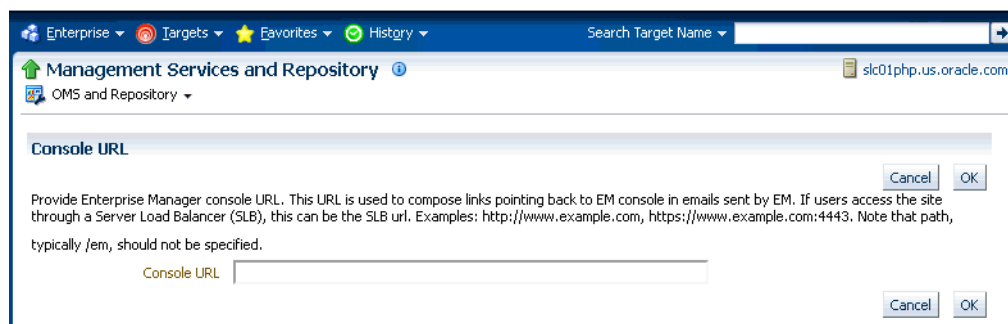 Enterprise Targets Favorites History Search Target Name
Management Services and Repository slc01php.us.oracle.com
OMS and Repository
Console URL
Cancel OK
Provide Enterprise Manager console URL. This URL is used to compose links pointing back to EM console in emails sent by EM. If users access the site
through a Server Load Balancer (SLB), this can be the SLB url. Examples: http://www.example.com, https://www.example.com:4443. Note that path,
typically /em, should not be specified.
Console URL
Cancel OK